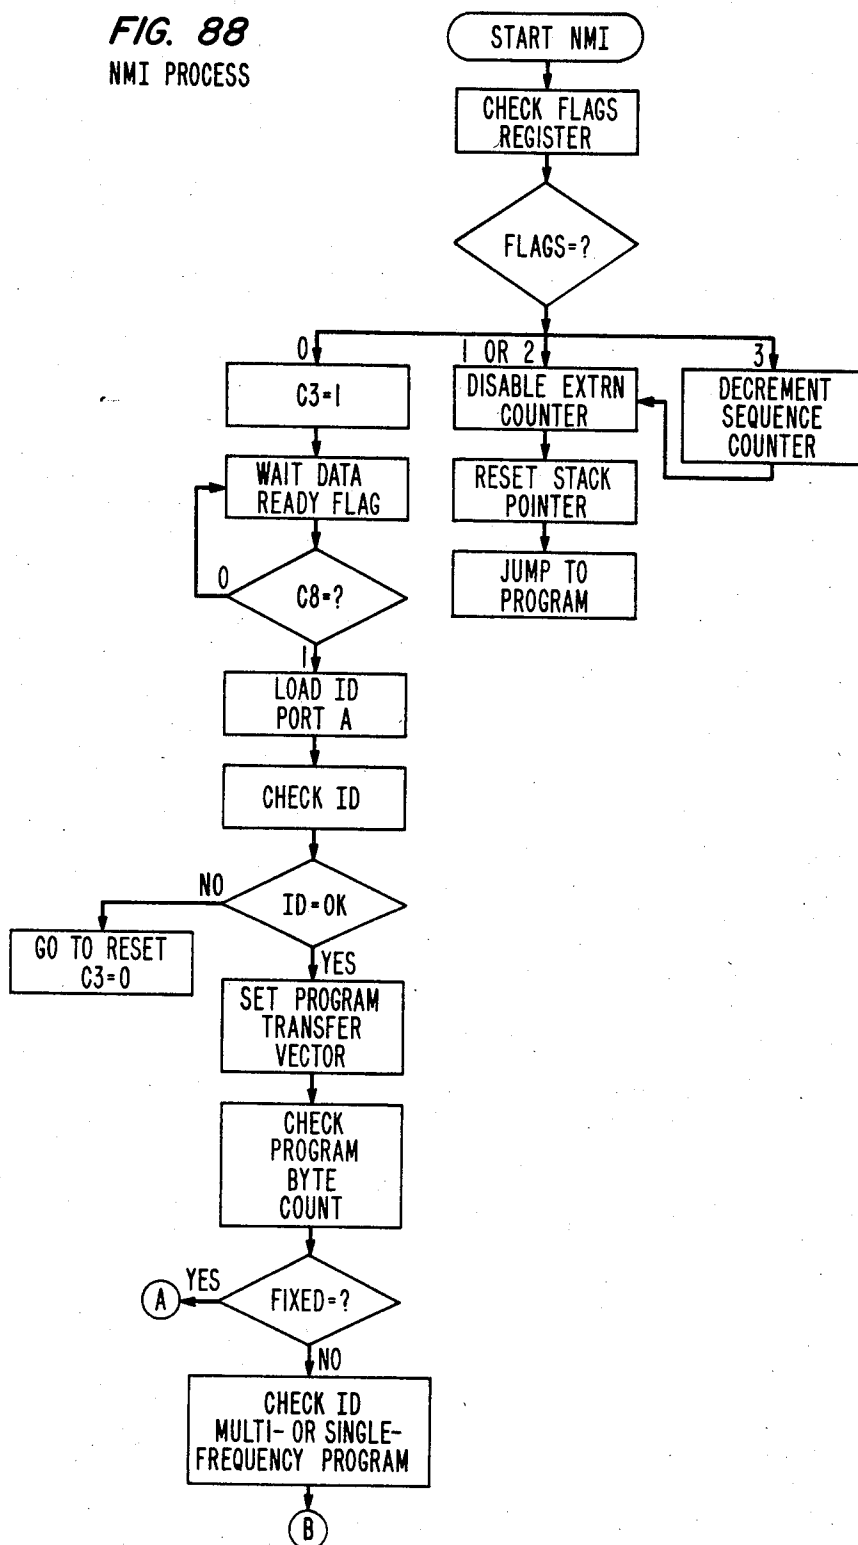 FIG. 88
NMI PROCESS
START NMI
CHECK FLAGS
REGISTER
FLAGS=?
0
1 OR 2
3
C3=1
DISABLE EXTRN
COUNTER
DECREMENT
SEQUENCE
COUNTER
WAIT DATA
READY FLAG
RESET STACK
POINTER
0
C8=?
JUMP TO
PROGRAM
1
LOAD ID
PORT A
CHECK ID
NO
ID=OK
GO TO RESET
C3=0
YES
SET PROGRAM
TRANSFER
VECTOR
CHECK
PROGRAM
BYTE
COUNT
A
YES
FIXED=?
NO
CHECK ID
MULTI- OR SINGLE-
FREQUENCY PROGRAM
B